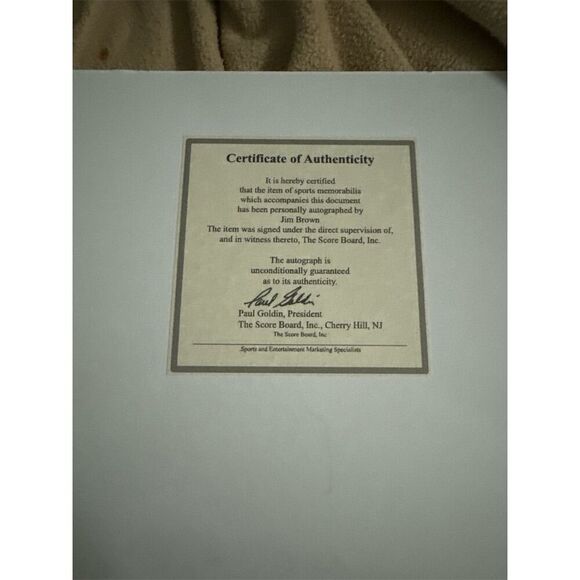 Certificate of Authenticity
It is hereby certified
that the item of sports memorabilia
which accompanies this document
has been personally autographed by
Jim Brown
The item was signed under the direct supervision of,
and in witness thereto, The Score Board, Inc.
The autograph is
unconditionally guaranteed
as to its authenticity.
Paul Goldin
Paul Goldin, President
The Score Board, Inc., Cherry Hill, NJ
The Score Board, Inc
Sports and Entertainment Marketing Specialists